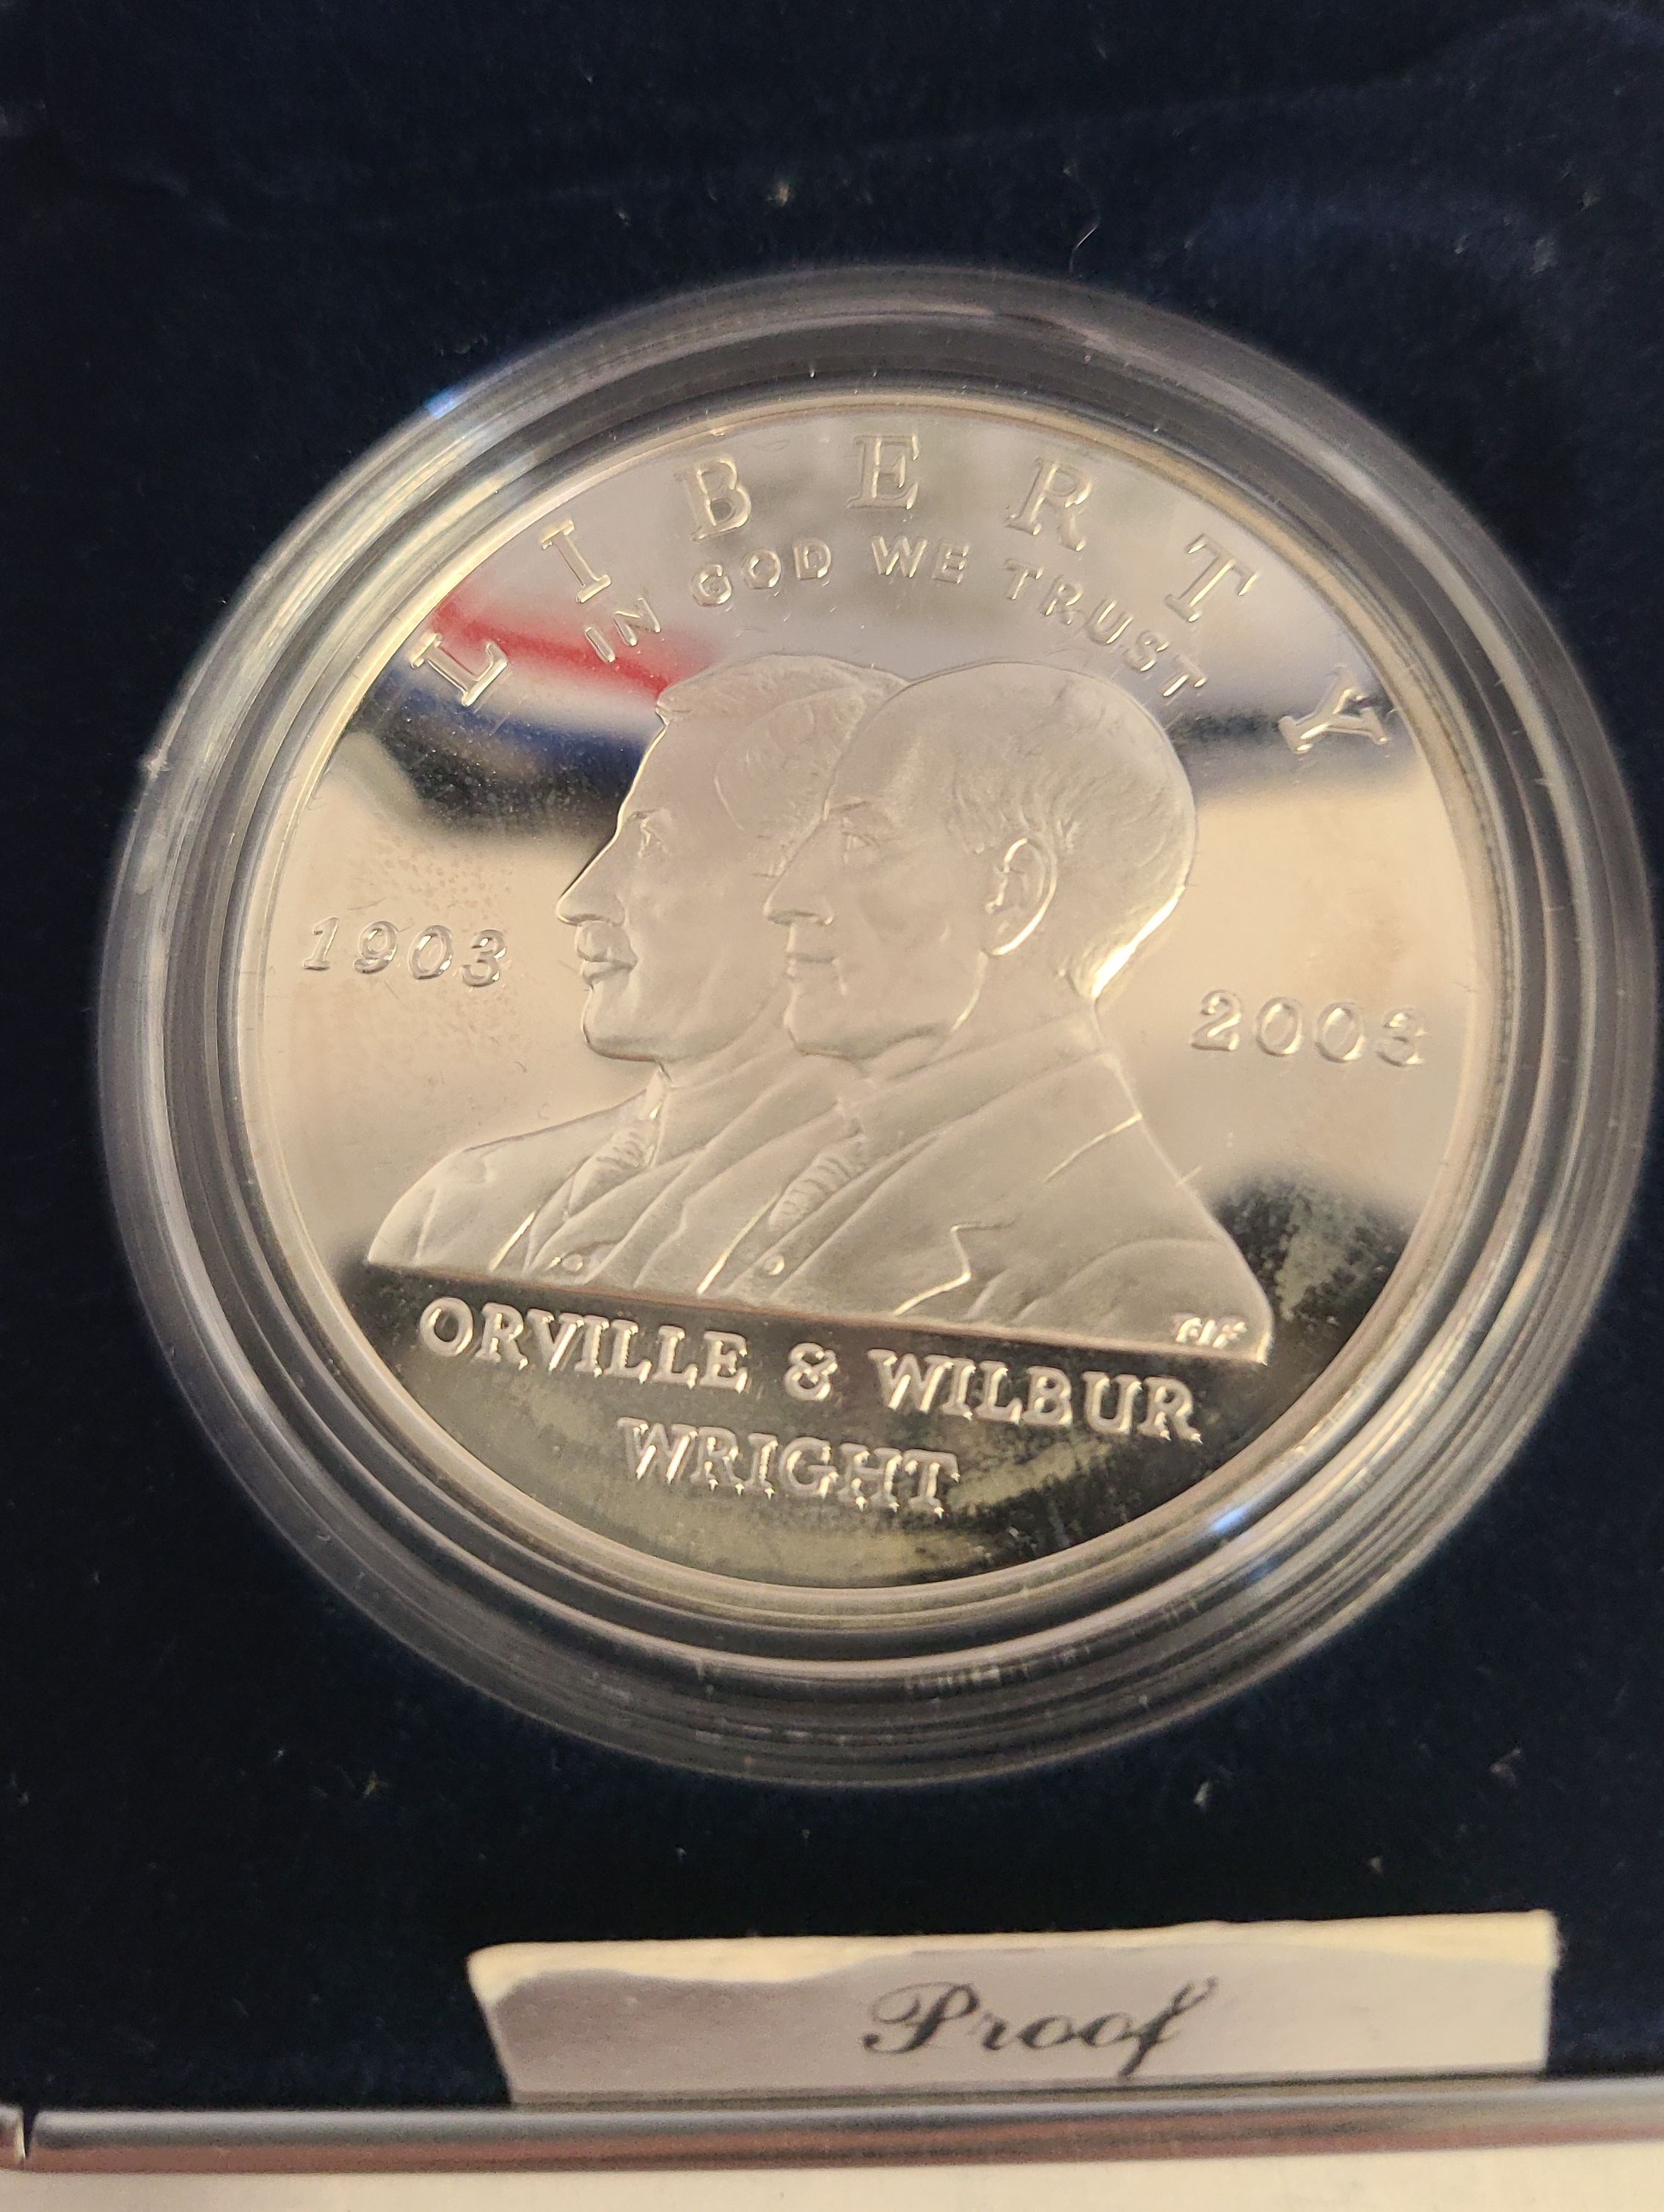 LIBERTY
IN GOD WE TRUST
1903
2003
ORVILLE & WILBUR
WRIGHT
Proof